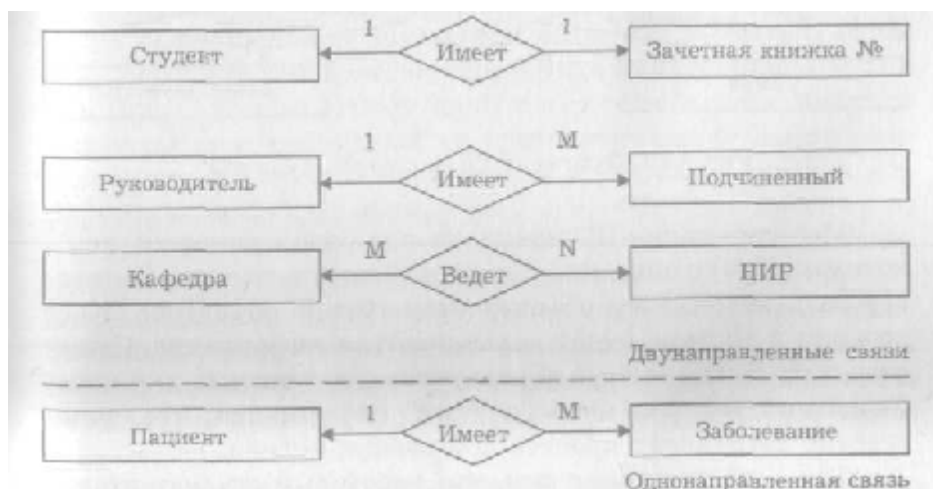 1 1
Студент Имеет Зачетная книжка №
1 М
Руководитель Имеет Подчиненный
М N
Кафедра Ведет НИР
Двунаправленные связи
1 М
Пациент Имеет Заболевание
Однонаправленная связь